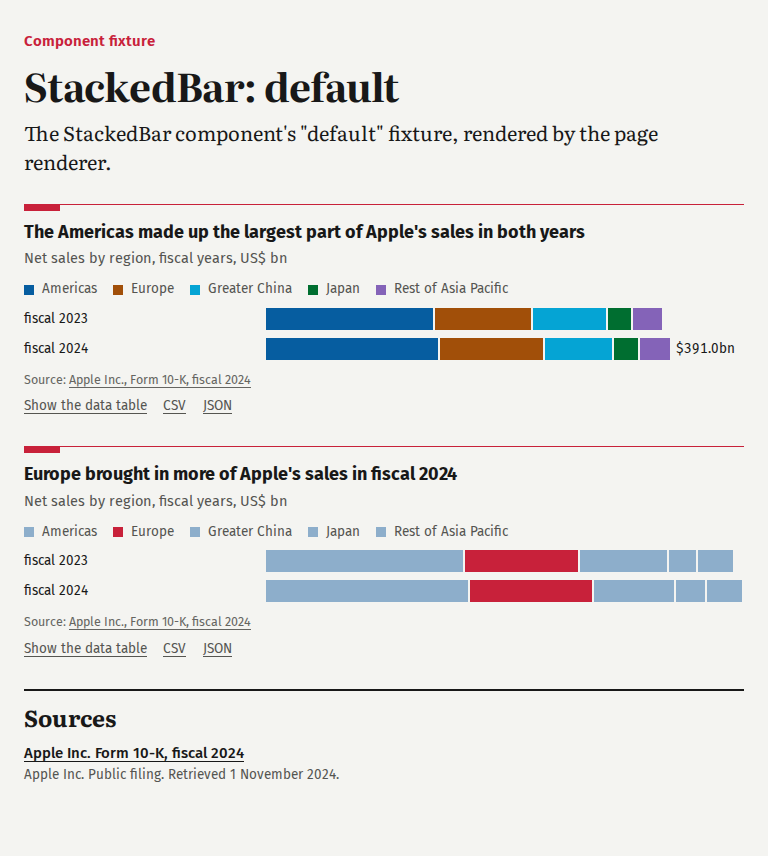 Component fixture
StackedBar: default
The StackedBar component's "default" fixture, rendered by the page
renderer.
The Americas made up the largest part of Apple's sales in both years
Net sales by region, fiscal years, US$ bn
Americas Europe Greater China Japan Rest of Asia Pacific
fiscal 2023
fiscal 2024 $391.0bn
Source: Apple Inc., Form 10-K, fiscal 2024
Show the data table CSV JSON
Europe brought in more of Apple's sales in fiscal 2024
Net sales by region, fiscal years, US$ bn
Americas Europe Greater China Japan Rest of Asia Pacific
fiscal 2023
fiscal 2024
Source: Apple Inc., Form 10-K, fiscal 2024
Show the data table CSV JSON
Sources
Apple Inc. Form 10-K, fiscal 2024
Apple Inc. Public filing. Retrieved 1 November 2024.